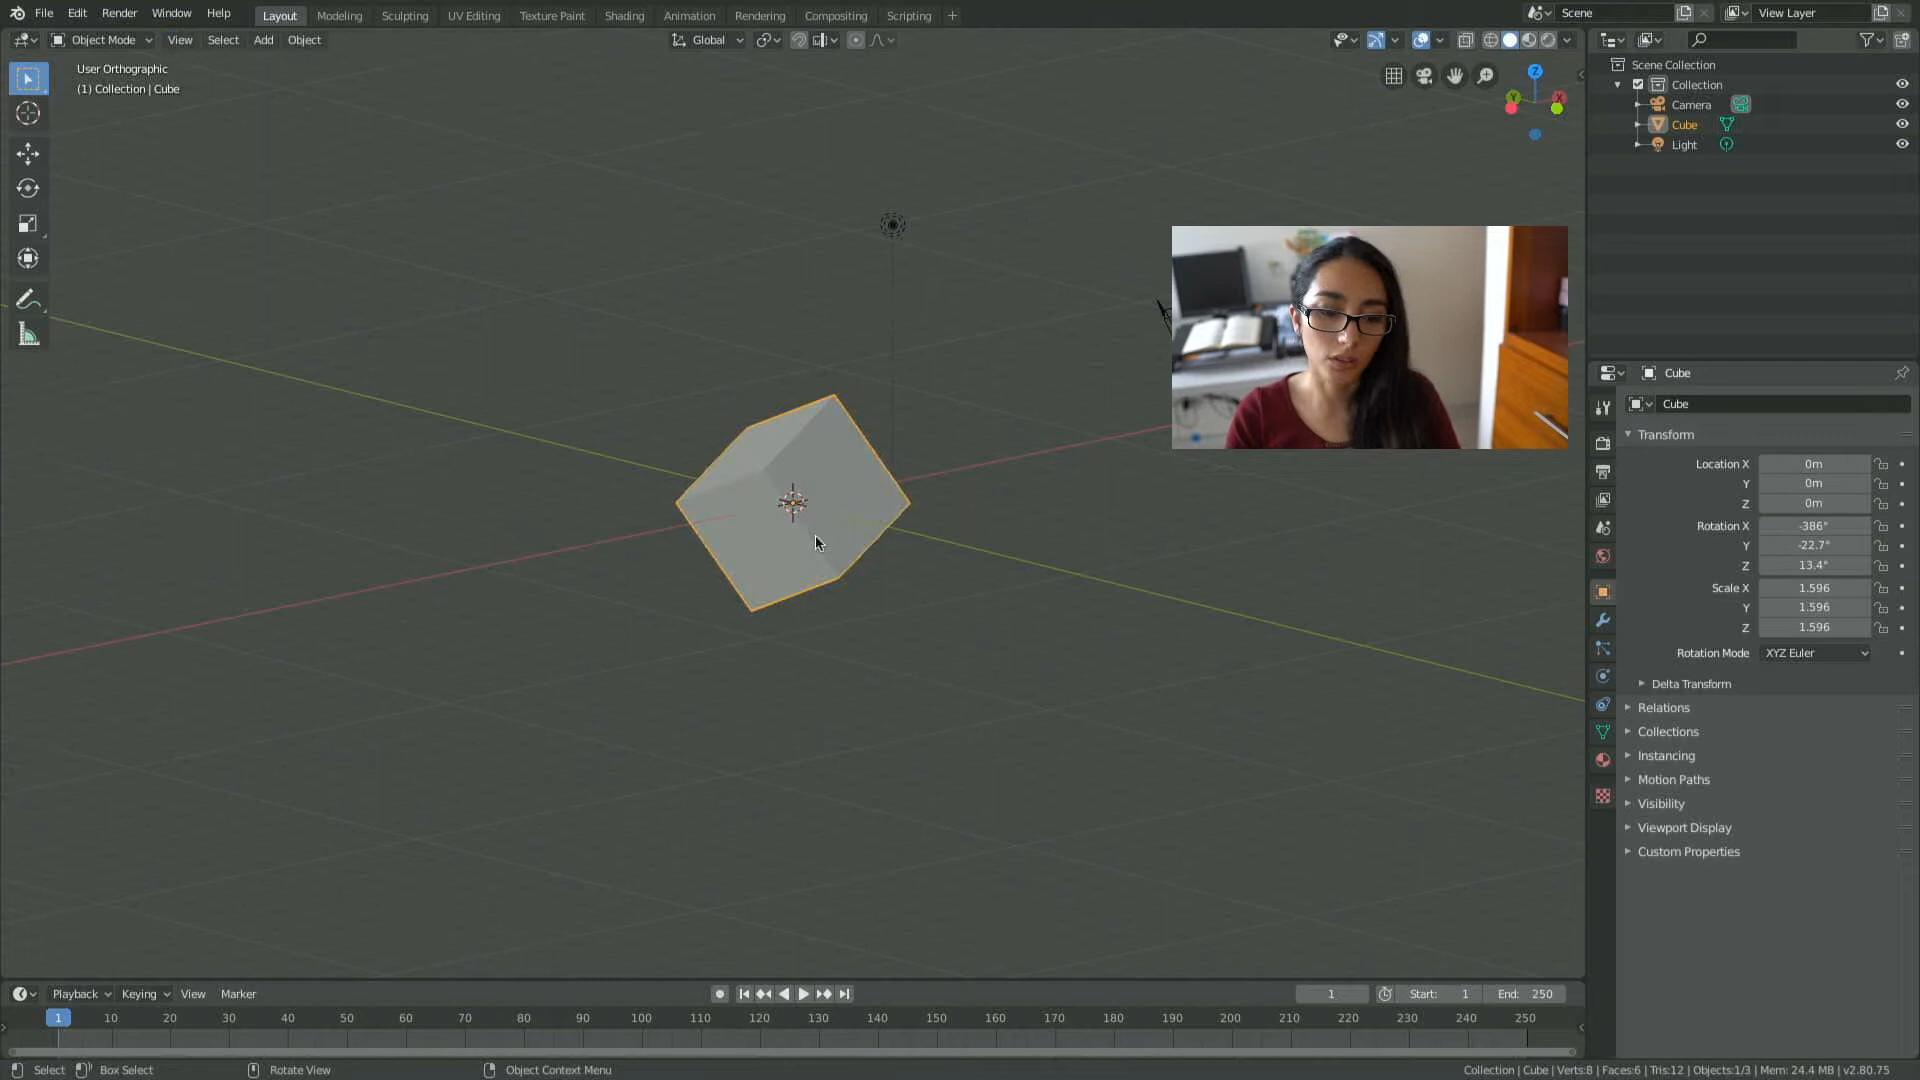 File Edit Render Window Help Layout Modeling Sculpting UV Editing Texture Paint Shading Animation Rendering Compositing Scripting + Scene View Layer
Object Mode View Select Add Object Global
User Orthographic
(1) Collection | Cube
Z
Y X
Scene Collection
Collection
Camera
Cube
Light
Cube
Cube
Transform
Location X 0m
Y 0m
Z 0m
Rotation X -386°
Y -22.7°
Z 13.4°
Scale X 1.596
Y 1.596
Z 1.596
Rotation Mode XYZ Euler
Delta Transform
Relations
Collections
Instancing
Motion Paths
Visibility
Viewport Display
Custom Properties
Playback Keying View Marker 1 Start: 1 End: 250
1 10 20 30 40 50 60 70 80 90 100 110 120 130 140 150 160 170 180 190 200 210 220 230 240 250
Select Box Select Rotate View Object Context Menu Collection | Cube | Verts:8 | Faces:6 | Tris:12 | Objects:1/3 | Mem: 24.4 MB | v2.80.75